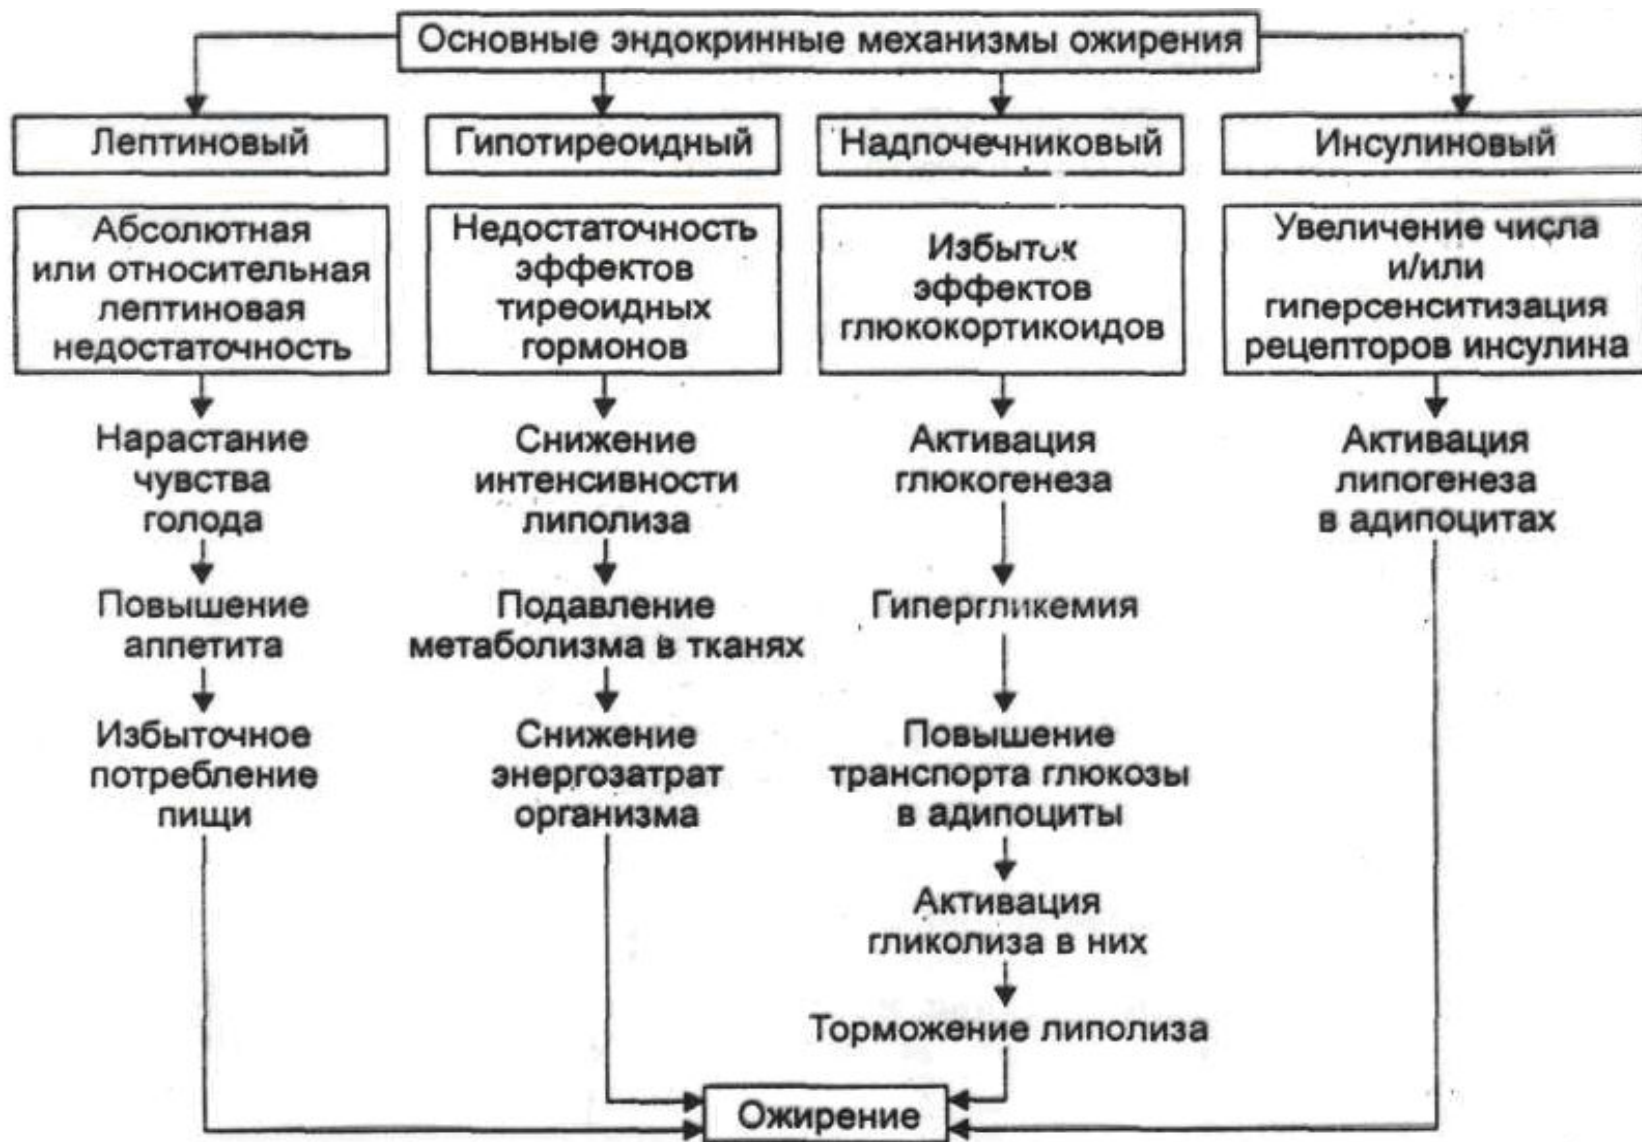 Основные эндокринные механизмы ожирения
Лептиновый
Гипотиреоидный
Надпочечниковый
Инсулиновый
Абсолютная
или относительная
лептиновая
недостаточность
Недостаточность
эффектов
тиреоидных
гормонов
Избыток
эффектов
глюкокортикоидов
Увеличение числа
и/или
гиперсенситизация
рецепторов инсулина
Нарастание
чувства
голода
Снижение
интенсивности
липолиза
Активация
глюкогенеза
Активация
липогенеза
в адипоцитах
Повышение
аппетита
Подавление
метаболизма в тканях
Гипергликемия
Избыточное
потребление
пищи
Снижение
энергозатрат
организма
Повышение
транспорта глюкозы
в адипоциты
Активация
гликолиза в них
Торможение липолиза
Ожирение